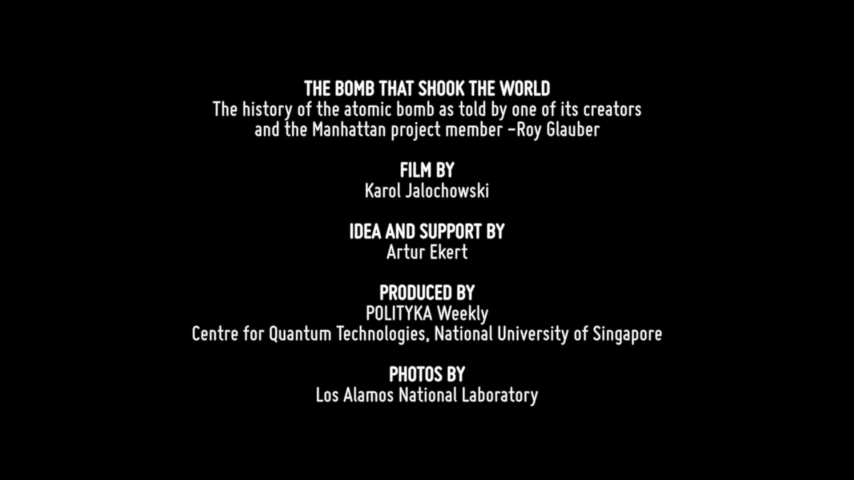 THE BOMB THAT SHOOK THE WORLD
The history of the atomic bomb as told by one of its creators
and the Manhattan project member –Roy Glauber
FILM BY
Karol Jalochowski
IDEA AND SUPPORT BY
Artur Ekert
PRODUCED BY
POLITYKA Weekly
Centre for Quantum Technologies, National University of Singapore
PHOTOS BY
Los Alamos National Laboratory